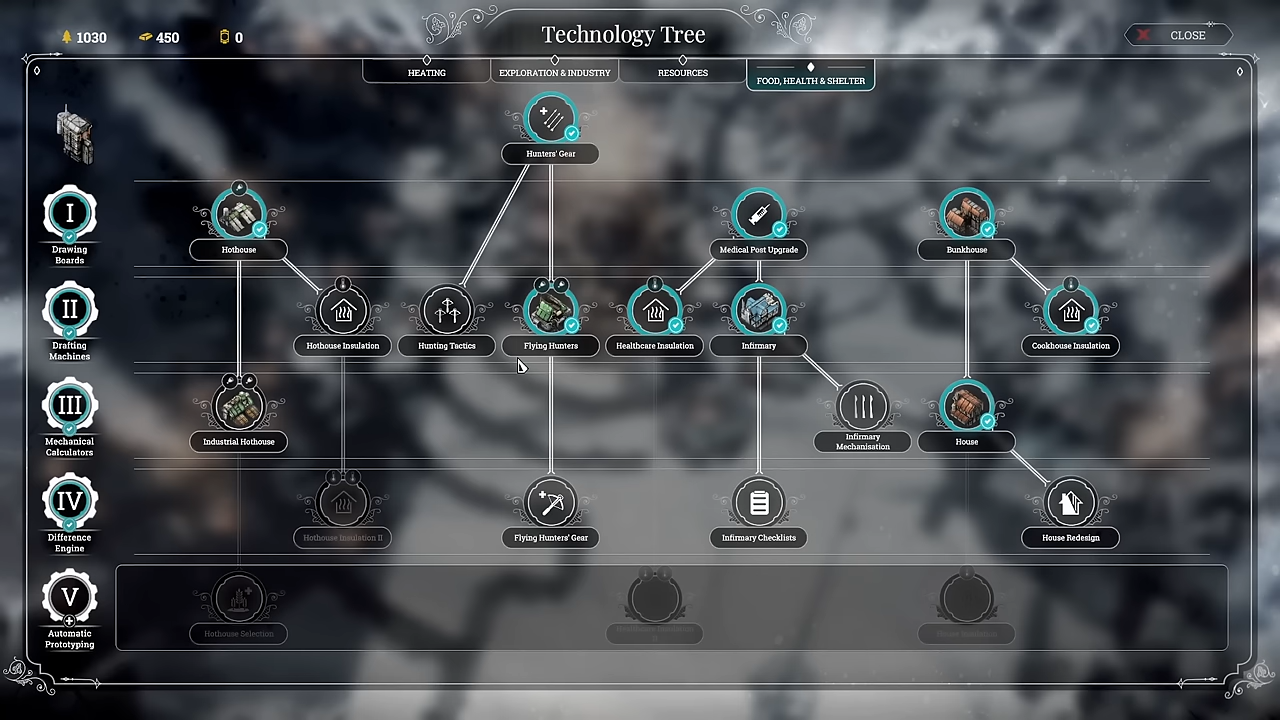 1030
450
0
Technology Tree
CLOSE
HEATING
EXPLORATION & INDUSTRY
RESOURCES
FOOD, HEALTH & SHELTER
Hunters' Gear
I
Drawing
Boards
Hothouse
Medical Post Upgrade
Bunkhouse
II
Drafting
Machines
Hothouse Insulation
Hunting Tactics
Flying Hunters
Healthcare Insulation
Infirmary
Cookhouse Insulation
III
Mechanical
Calculators
Industrial Hothouse
Infirmary
Mechanisation
House
IV
Difference
Engine
Hothouse Insulation II
Flying Hunters' Gear
Infirmary Checklists
House Redesign
V
Automatic
Prototyping
Hothouse Selection